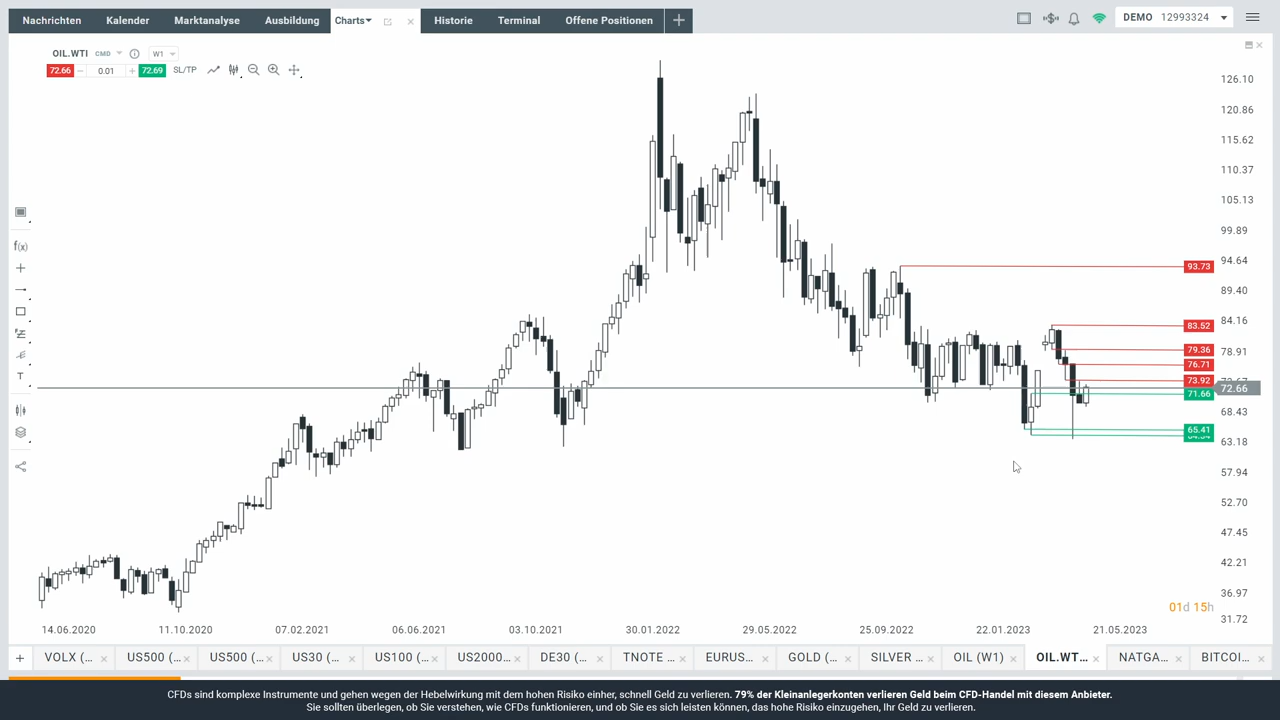 Nachrichten Kalender Marktanalyse Ausbildung Charts Historie Terminal Offene Positionen DEMO 12993324
OIL.WTI CMD W1
72.66 0.01 72.69 SL/TP
126.10
120.86
115.62
110.37
105.13
99.89
94.64
93.73
89.40
84.16
83.52
79.36
78.91
76.71
73.92
72.66
71.66
68.43
65.41
63.18
57.94
52.70
47.45
42.21
36.97
31.72
f(x)
T
01d 15h
14.06.2020 11.10.2020 07.02.2021 06.06.2021 03.10.2021 30.01.2022 29.05.2022 25.09.2022 22.01.2023 21.05.2023
VOLX (... US500 (... US500 (... US30 (... US100 (... US2000... DE30 (... TNOTE ... EURUS... GOLD (... SILVER ... OIL (W1) OIL.WT... NATGA... BITCOI...
CFDs sind komplexe Instrumente und gehen wegen der Hebelwirkung mit dem hohen Risiko einher, schnell Geld zu verlieren. 79% der Kleinanlegerkonten verlieren Geld beim CFD-Handel mit diesem Anbieter.
Sie sollten überlegen, ob Sie verstehen, wie CFDs funktionieren, und ob Sie es sich leisten können, das hohe Risiko einzugehen, Ihr Geld zu verlieren.